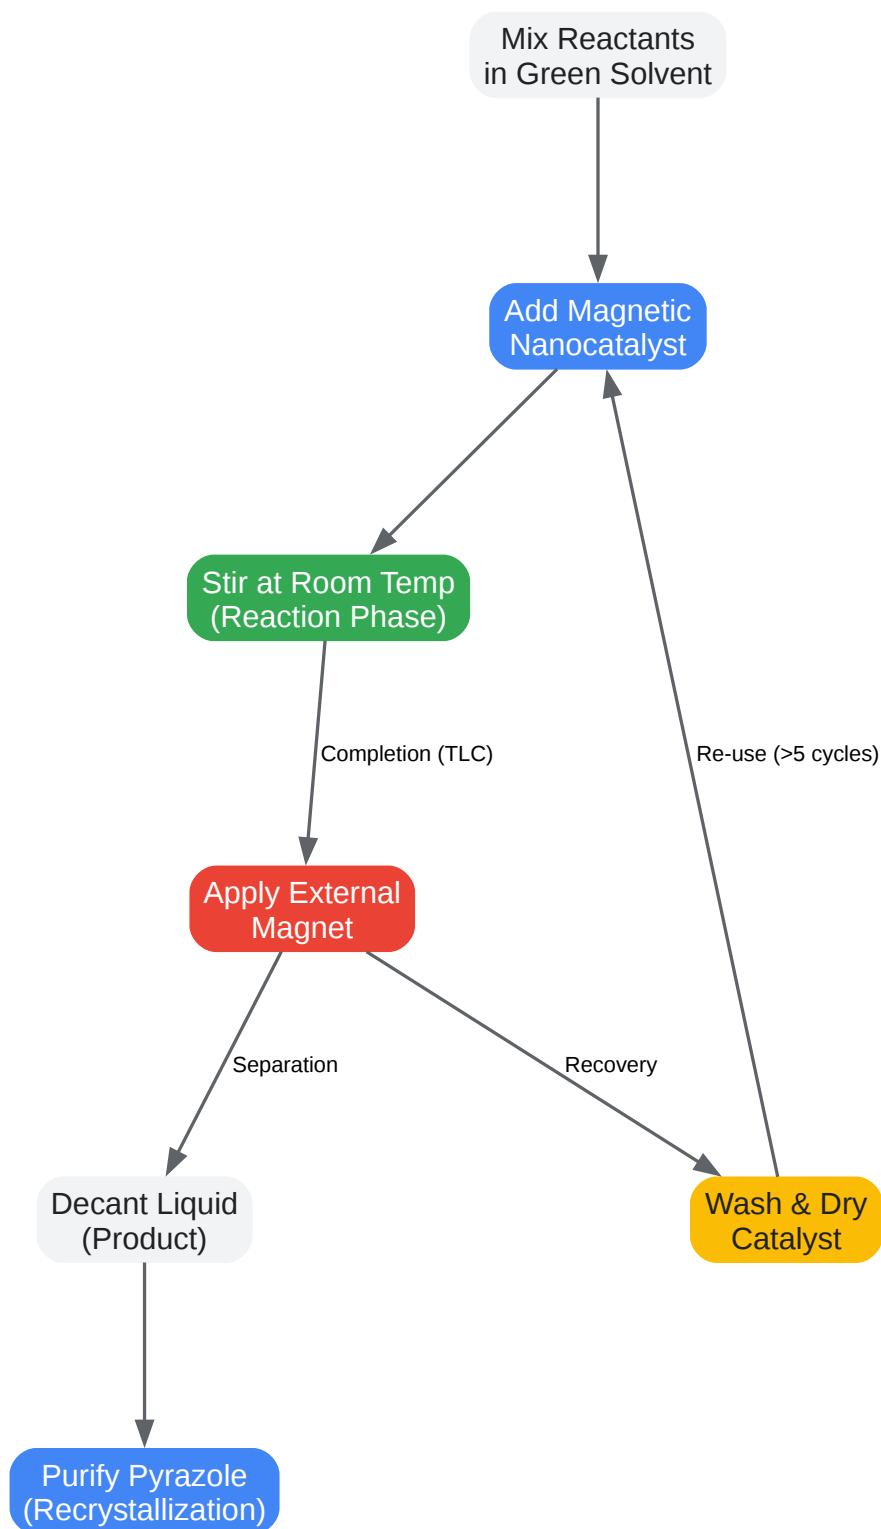 Mix Reactants
in Green Solvent
Add Magnetic
Nanocatalyst
Stir at Room Temp
(Reaction Phase)
Completion (TLC)
Re-use (>5 cycles)
Apply External
Magnet
Separation
Recovery
Decant Liquid
(Product)
Wash & Dry
Catalyst
Purify Pyrazole
(Recrystallization)